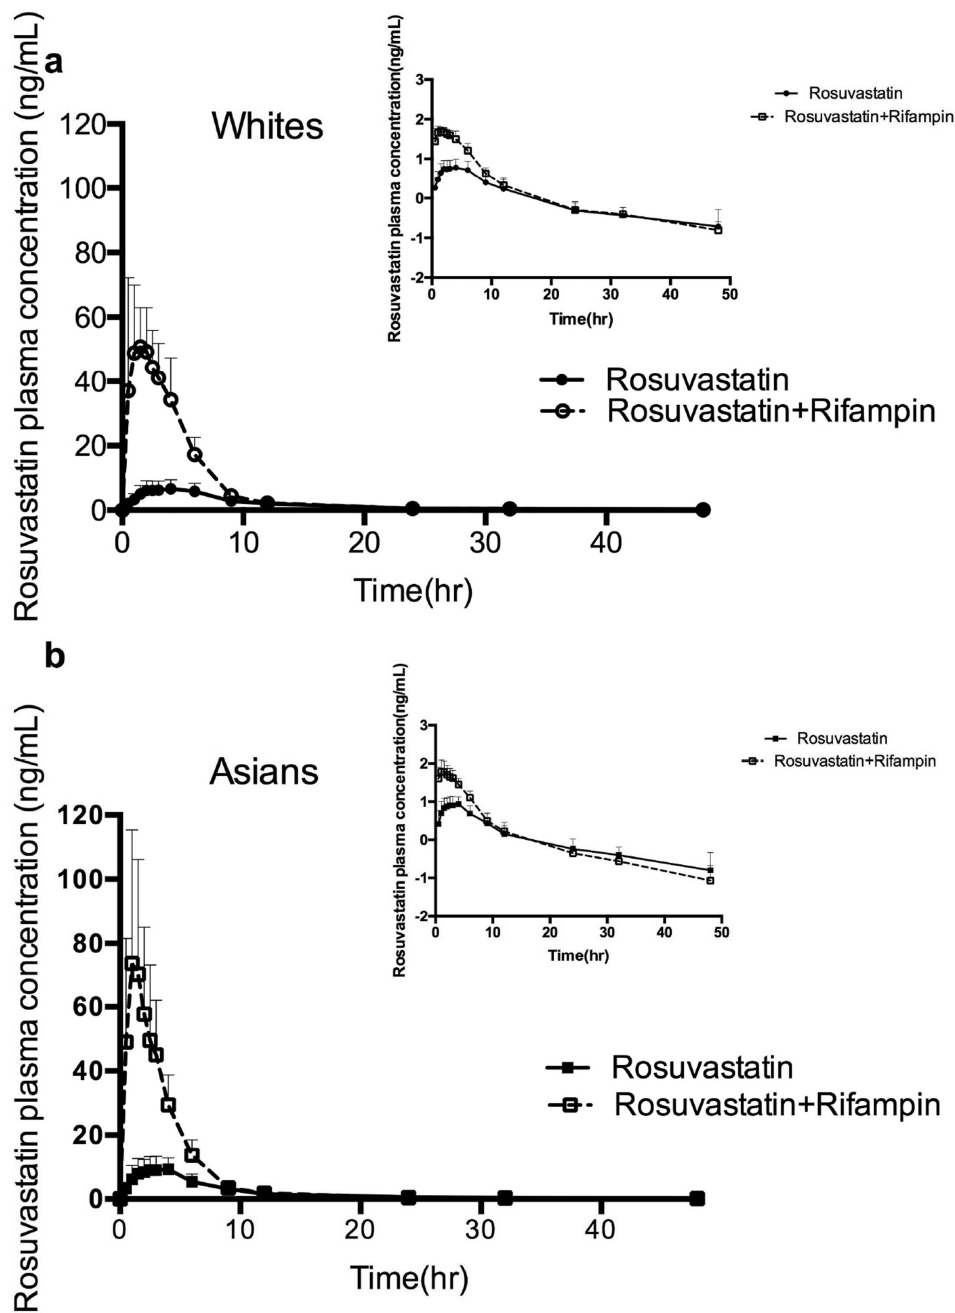 a
Whites
Rosuvastatin plasma concentration (ng/mL)
120
100
80
60
40
20
0
0 10 20 30 40
Time(hr)
Rosuvastatin plasma concentration(ng/mL)
3
2
1
0
-1
-2
0 10 20 30 40 50
Time(hr)
Rosuvastatin
Rosuvastatin+Rifampin
Rosuvastatin
Rosuvastatin+Rifampin
b
Asians
Rosuvastatin plasma concentration (ng/mL)
120
100
80
60
40
20
0
0 10 20 30 40
Time(hr)
Rosuvastatin plasma concentration(ng/mL)
3
2
1
0
-1
-2
0 10 20 30 40 50
Time(hr)
Rosuvastatin
Rosuvastatin+Rifampin
Rosuvastatin
Rosuvastatin+Rifampin